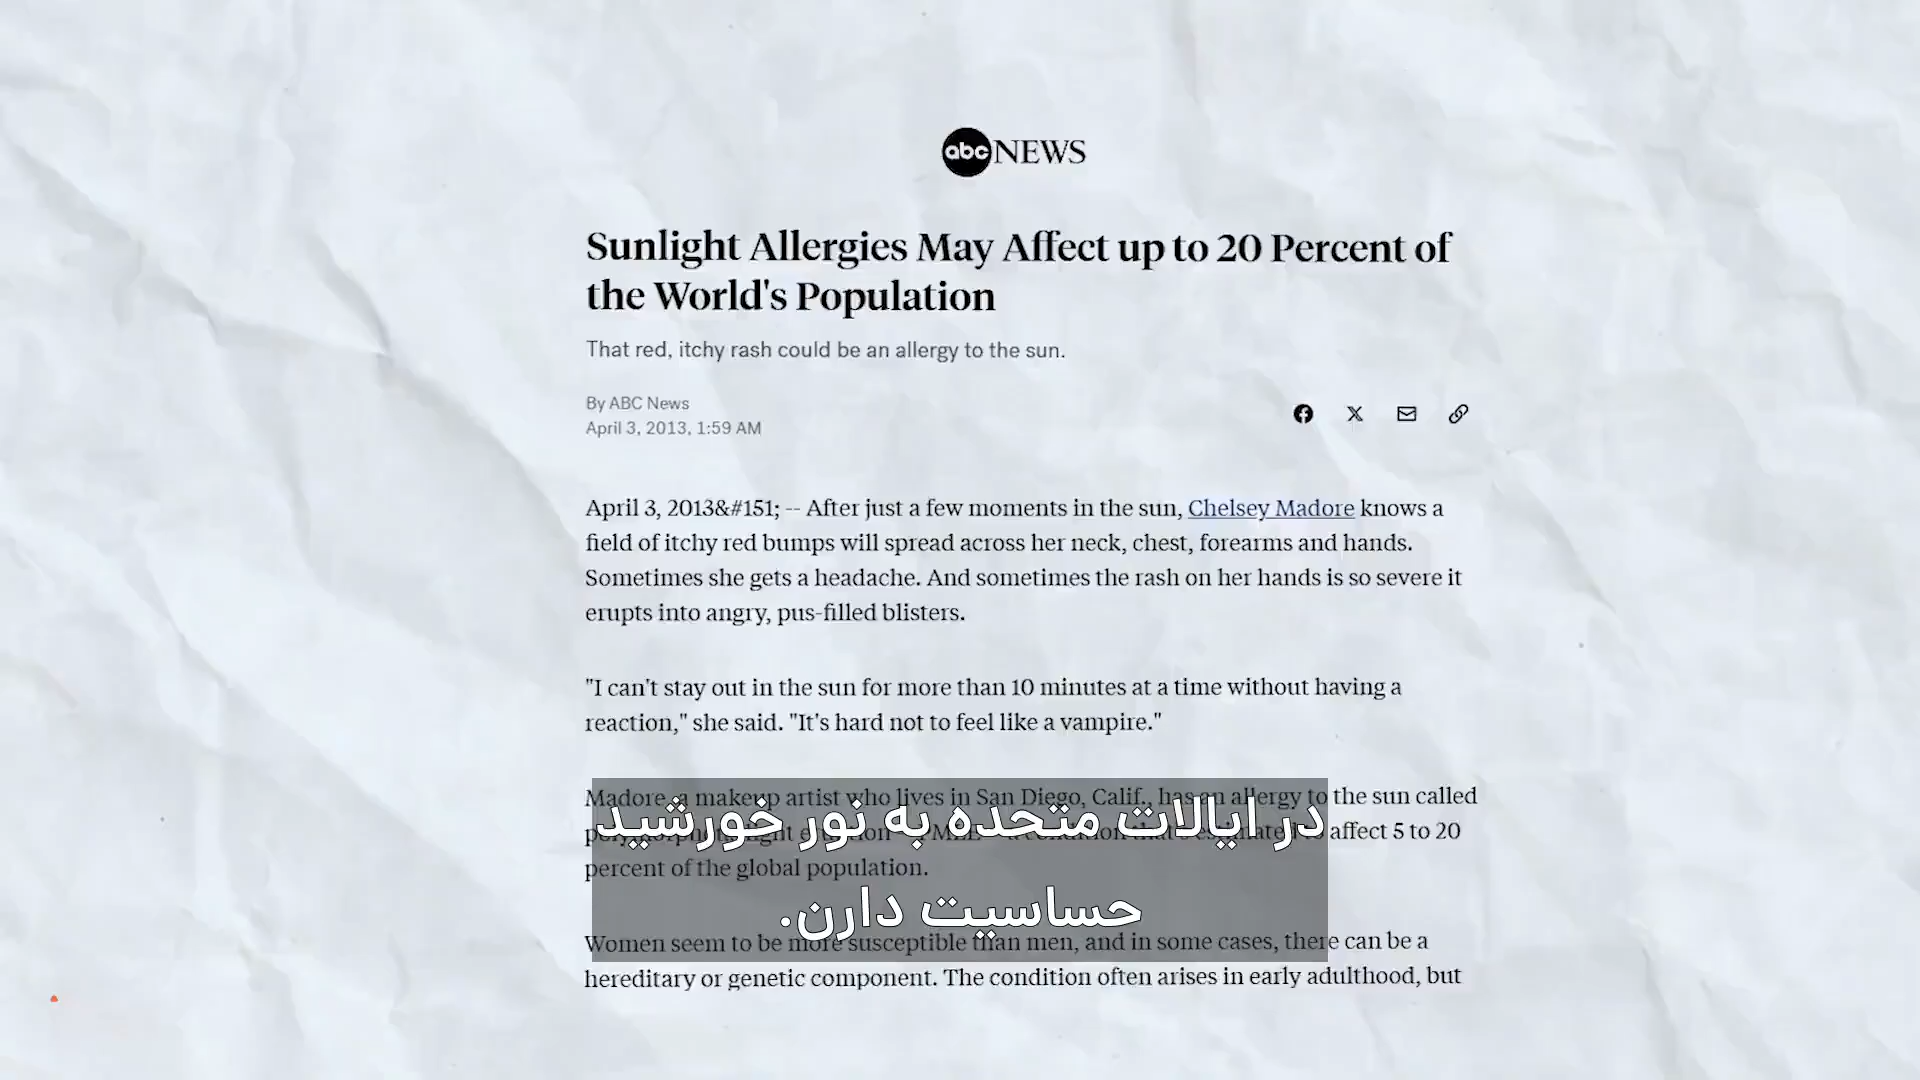 abc NEWS
Sunlight Allergies May Affect up to 20 Percent of
the World's Population
That red, itchy rash could be an allergy to the sun.
By ABC News
April 3, 2013, 1:59 AM
April 3, 2013&#151; -- After just a few moments in the sun, Chelsey Madore knows a
field of itchy red bumps will spread across her neck, chest, forearms and hands.
Sometimes she gets a headache. And sometimes the rash on her hands is so severe it
erupts into angry, pus-filled blisters.
"I can't stay out in the sun for more than 10 minutes at a time without having a
reaction," she said. "It's hard not to feel like a vampire."
Madore, a makeup artist who lives in San Diego, Calif., has an allergy to the sun called
affect 5 to 20
percent of the global population.
Women seem to be more susceptible than men, and in some cases, there can be a
hereditary or genetic component. The condition often arises in early adulthood, but
در ایالات متحده به نور خورشید
حساسیت دارن.